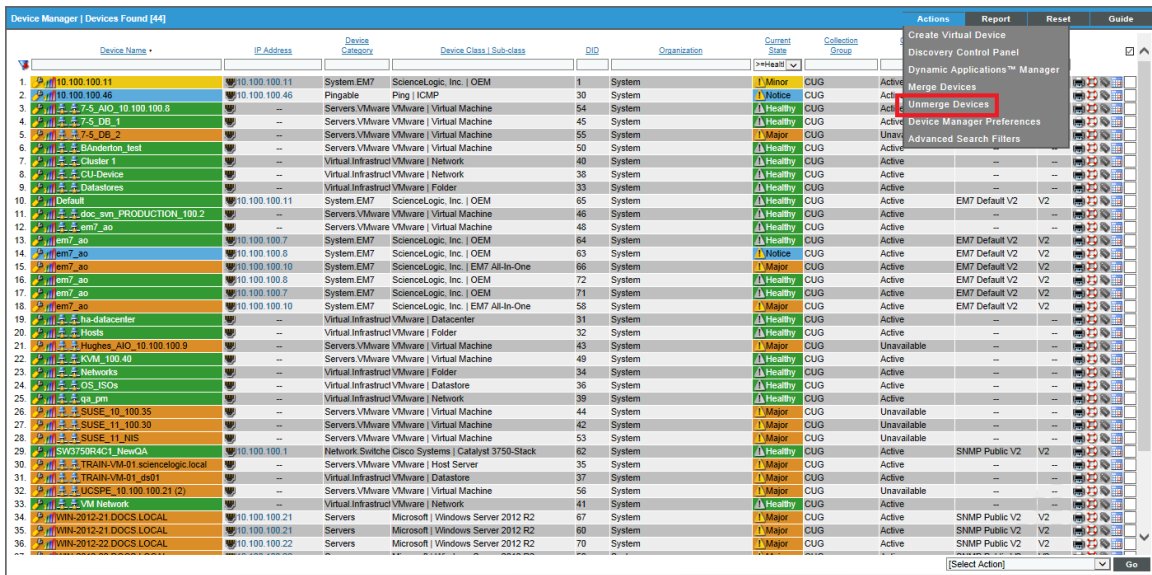 Device Manager | Devices Found [44] Actions Report Reset Guide
Create Virtual Device
Discovery Control Panel
Dynamic Applications™ Manager
Merge Devices
Unmerge Devices
Device Manager Preferences
Advanced Search Filters
Device Name • IP Address Device Category Device Class | Sub-class DID Organization Current State Collection Group
>=Healtl
1. 10.100.100.11 10.100.100.11 System.EM7 ScienceLogic, Inc. | OEM 1 System Minor CUG Active
2. 10.100.100.46 10.100.100.46 Pingable Ping | ICMP 30 System Notice CUG
3. 7-5_AIO_10.100.100.8 -- Servers.VMware VMware | Virtual Machine 54 System Healthy CUG
4. 7-5_DB_1 -- Servers.VMware VMware | Virtual Machine 45 System Healthy CUG
5. 7-5_DB_2 -- Servers.VMware VMware | Virtual Machine 55 System Major CUG
6. BAnderton_test -- Servers.VMware VMware | Virtual Machine 50 System Healthy CUG Active -- --
7. Cluster 1 -- Virtual.Infrastruct VMware | Network 40 System Healthy CUG Active -- --
8. CU-Device -- Virtual.Infrastruct VMware | Network 38 System Healthy CUG Active -- --
9. Datastores -- Virtual.Infrastruct VMware | Folder 33 System Healthy CUG Active -- --
10. Default 10.100.100.11 System.EM7 ScienceLogic, Inc. | OEM 65 System Healthy CUG Active EM7 Default V2 V2
11. doc_svn_PRODUCTION_100.2 -- Servers.VMware VMware | Virtual Machine 46 System Healthy CUG Active -- --
12. em7_ao -- Servers.VMware VMware | Virtual Machine 48 System Healthy CUG Active -- --
13. em7_ao 10.100.100.7 System.EM7 ScienceLogic, Inc. | OEM 64 System Healthy CUG Active EM7 Default V2 V2
14. em7_ao 10.100.100.8 System.EM7 ScienceLogic, Inc. | OEM 63 System Notice CUG Active EM7 Default V2 V2
15. em7_ao 10.100.100.10 System.EM7 ScienceLogic, Inc. | EM7 All-In-One 66 System Major CUG Active EM7 Default V2 V2
16. em7_ao 10.100.100.8 System.EM7 ScienceLogic, Inc. | OEM 72 System Healthy CUG Active EM7 Default V2 V2
17. em7_ao 10.100.100.7 System.EM7 ScienceLogic, Inc. | OEM 71 System Healthy CUG Active EM7 Default V2 V2
18. em7_ao 10.100.100.10 System.EM7 ScienceLogic, Inc. | EM7 All-In-One 58 System Major CUG Active EM7 Default V2 V2
19. ha-datacenter -- Virtual.Infrastruct VMware | Datacenter 31 System Healthy CUG Active -- --
20. Hosts -- Virtual.Infrastruct VMware | Folder 32 System Healthy CUG Active -- --
21. Hughes_AIO_10.100.100.9 -- Servers.VMware VMware | Virtual Machine 43 System Major CUG Unavailable -- --
22. KVM_100.40 -- Servers.VMware VMware | Virtual Machine 49 System Healthy CUG Active -- --
23. Networks -- Virtual.Infrastruct VMware | Folder 34 System Healthy CUG Active -- --
24. OS_ISOs -- Virtual.Infrastruct VMware | Datastore 36 System Healthy CUG Active -- --
25. qa_pm -- Virtual.Infrastruct VMware | Network 39 System Healthy CUG Active -- --
26. SUSE_10_100.35 -- Servers.VMware VMware | Virtual Machine 44 System Major CUG Unavailable -- --
27. SUSE_11_100.30 -- Servers.VMware VMware | Virtual Machine 42 System Major CUG Unavailable -- --
28. SUSE_11_NIS -- Servers.VMware VMware | Virtual Machine 53 System Major CUG Unavailable -- --
29. SW3750R4C1_NewQA 10.100.100.1 Network.Switche Cisco Systems | Catalyst 3750-Stack 62 System Healthy CUG Active SNMP Public V2 V2
30. TRAIN-VM-01.sciencelogic.local -- Servers.VMware VMware | Host Server 35 System Major CUG Active -- --
31. TRAIN-VM-01_ds01 -- Virtual.Infrastruct VMware | Datastore 37 System Major CUG Active -- --
32. UCSPE_10.100.100.21 (2) -- Servers.VMware VMware | Virtual Machine 56 System Major CUG Unavailable -- --
33. VM Network -- Virtual.Infrastruct VMware | Network 41 System Healthy CUG Active -- --
34. WIN-2012-21.DOCS.LOCAL 10.100.100.21 Servers Microsoft | Windows Server 2012 R2 67 System Major CUG Active SNMP Public V2 V2
35. WIN-2012-21.DOCS.LOCAL 10.100.100.21 Servers Microsoft | Windows Server 2012 R2 60 System Major CUG Active SNMP Public V2 V2
36. WIN-2012-22.DOCS.LOCAL 10.100.100.22 Servers Microsoft | Windows Server 2012 R2 70 System Major CUG Active SNMP Public V2 V2
[Select Action] Go